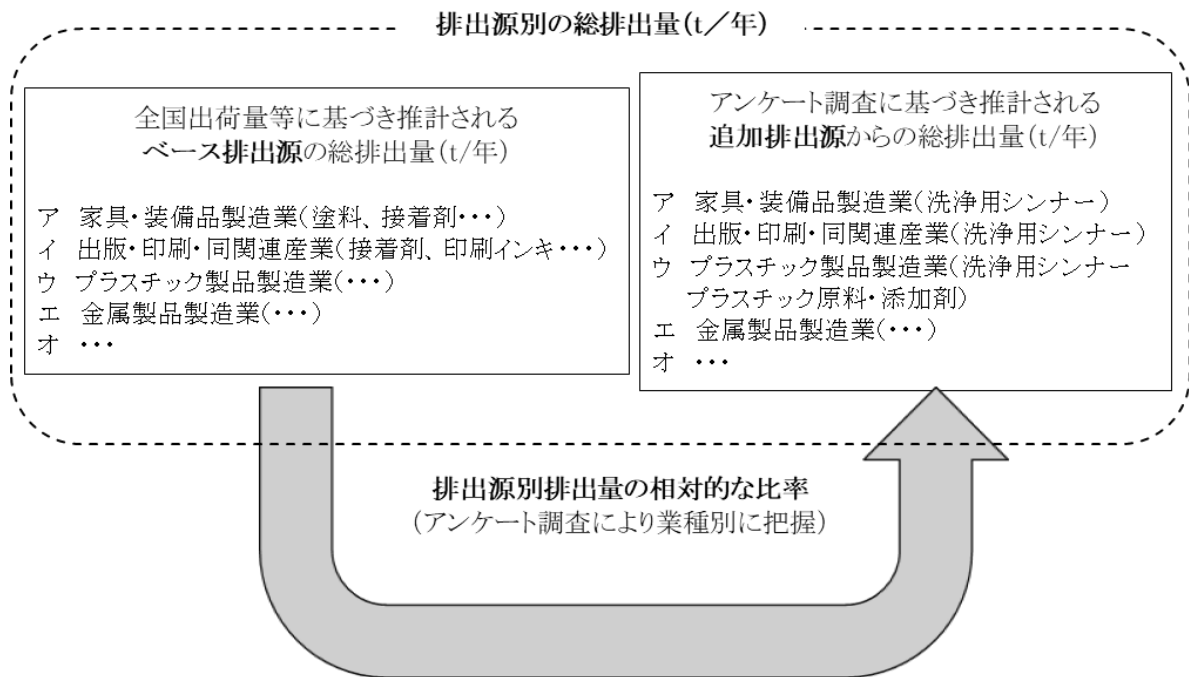 排出源別の総排出量(t/年)
全国出荷量等に基づき推計される
ベース排出源の総排出量(t/年)
ア 家具・装備品製造業(塗料、接着剤・・・)
イ 出版・印刷・同関連産業(接着剤、印刷インキ・・・)
ウ プラスチック製品製造業(・・・)
エ 金属製品製造業(・・・)
オ ・・・
アンケート調査に基づき推計される
追加排出源からの総排出量(t/年)
ア 家具・装備品製造業(洗浄用シンナー)
イ 出版・印刷・同関連産業(洗浄用シンナー)
ウ プラスチック製品製造業(洗浄用シンナー
プラスチック原料・添加剤)
エ 金属製品製造業(・・・)
オ ・・・
排出源別排出量の相対的な比率
(アンケート調査により業種別に把握)